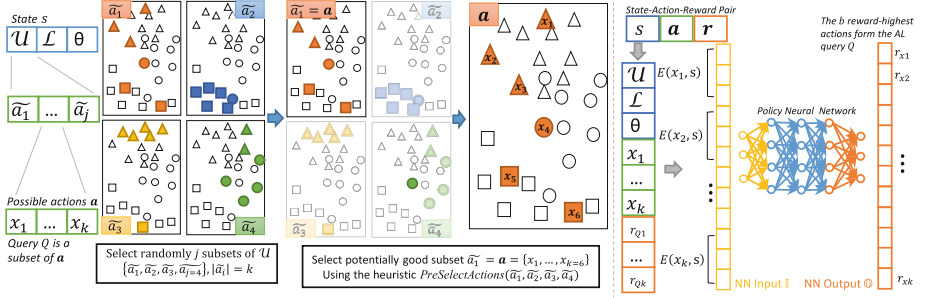 State s
𝒰 ℒ θ
ã₁ ... ãⱼ
Possible actions a
x₁ ... xₖ
Query Q is a
subset of a
ã₁
ã₂
ã₃
ã₄
Select randomly j subsets of 𝒰
{ã₁, ã₂, ã₃, ãⱼ₌₄}, |ãᵢ| = k
ã₁ = a
ã₂
ã₃
ã₄
Select potentially good subset ã₁ = a = {x₁, ..., xₖ₌₆}
Using the heuristic PreSelectActions(ã₁, ã₂, ã₃, ã₄)
a
x₁
x₂
x₃
x₄
x₅
x₆
State-Action-Reward Pair
s a r
𝒰
ℒ
θ
x₁
...
xₖ
r_Q1
...
r_Qk
E(x₁,s)
E(x₂,s)
...
E(xₖ,s)
NN Input 𝕀
Policy Neural Network
The b reward-highest
actions form the AL
query Q
r_x1
r_x2
...
r_xk
NN Output 𝕆